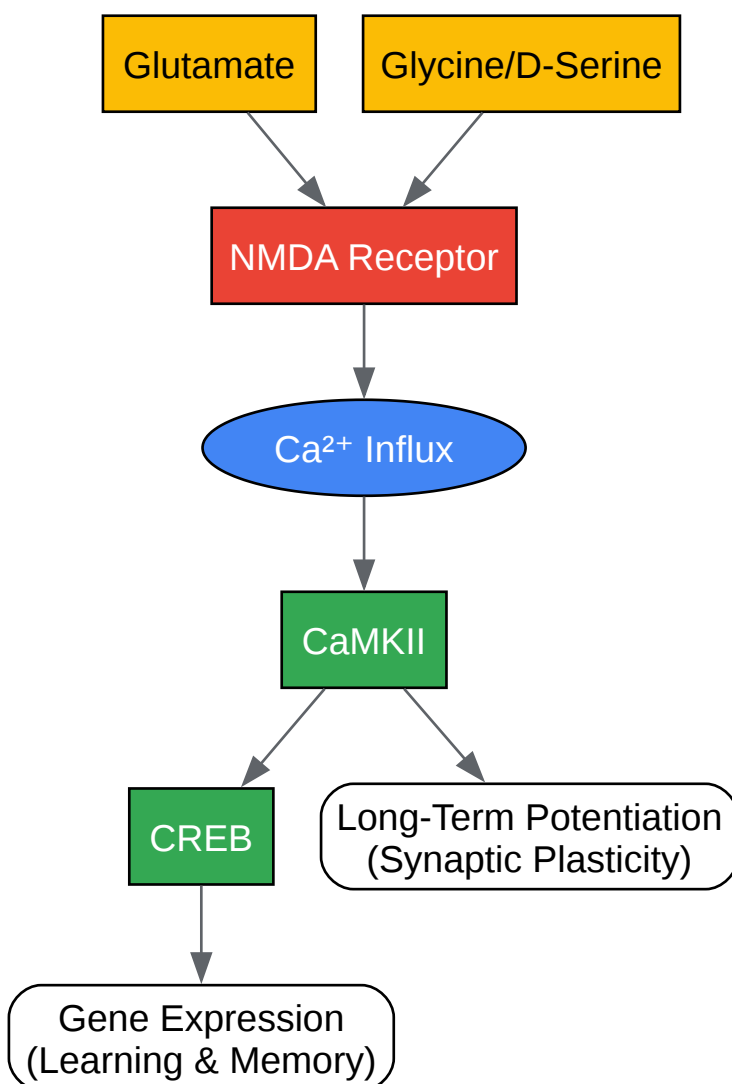 Glutamate
Glycine/D-Serine
NMDA Receptor
Ca²⁺ Influx
CaMKII
CREB
Long-Term Potentiation
(Synaptic Plasticity)
Gene Expression
(Learning & Memory)